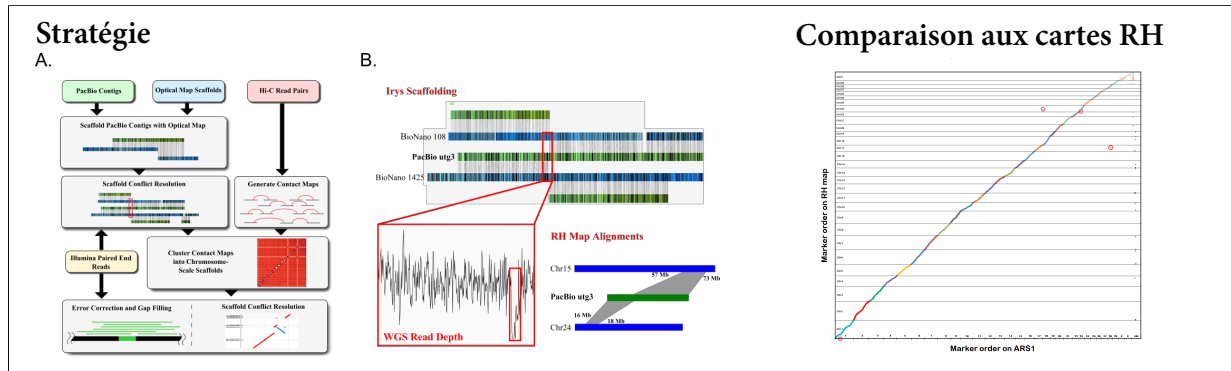 Stratégie
Comparaison aux cartes RH
A.
B.
PacBio Contigs
Optical Map Scaffolds
Hi-C Read Pairs
Scaffold PacBio Contigs with Optical Map
Scaffold Conflict Resolution
Generate Contact Maps
Illumina Paired End
Reads
Cluster Contact Maps
into Chromosome-
Scale Scaffolds
Error Correction and Gap Filling
Scaffold Conflict Resolution
Irys Scaffolding
BioNano 108
PacBio utg3
BioNano 1425
WGS Read Depth
RH Map Alignments
Chr15
57 Mb
73 Mb
PacBio utg3
16 Mb
18 Mb
Chr24
Marker order on RH map
Marker order on ARS1